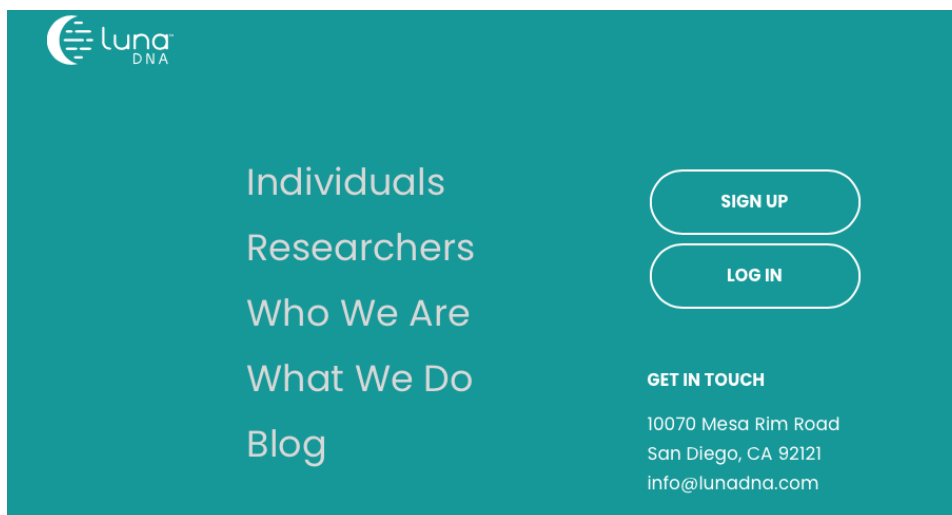 luna™
DNA
Individuals
Researchers
Who We Are
What We Do
Blog
SIGN UP
LOG IN
GET IN TOUCH
10070 Mesa Rim Road
San Diego, CA 92121
info@lunadna.com